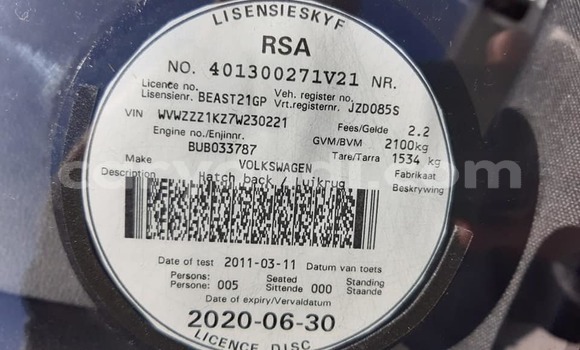 LISENSIESKYF
RSA
NO. 401300271V21 NR.
Licence no. Veh. register no.
Lisensienr. BEAST21GP Vrt.registernr. JZD085S
VIN WVWZZZ1KZ7W230221 Fees/Gelde 2.2
Engine no./Enjinnr. GVM/BVM 2100kg
BUB033787 Tare/Tarra 1534 kg
Make VOLKSWAGEN Fabrikaat
Description Hatch back / Luikrug Beskrywing
Date of test 2011-03-11 Datum van toets
Persons: Seated Standing
Persone: 005 Sittende 000 Staande
Date of expiry/Vervaldatum
2020-06-30
LICENCE DISC